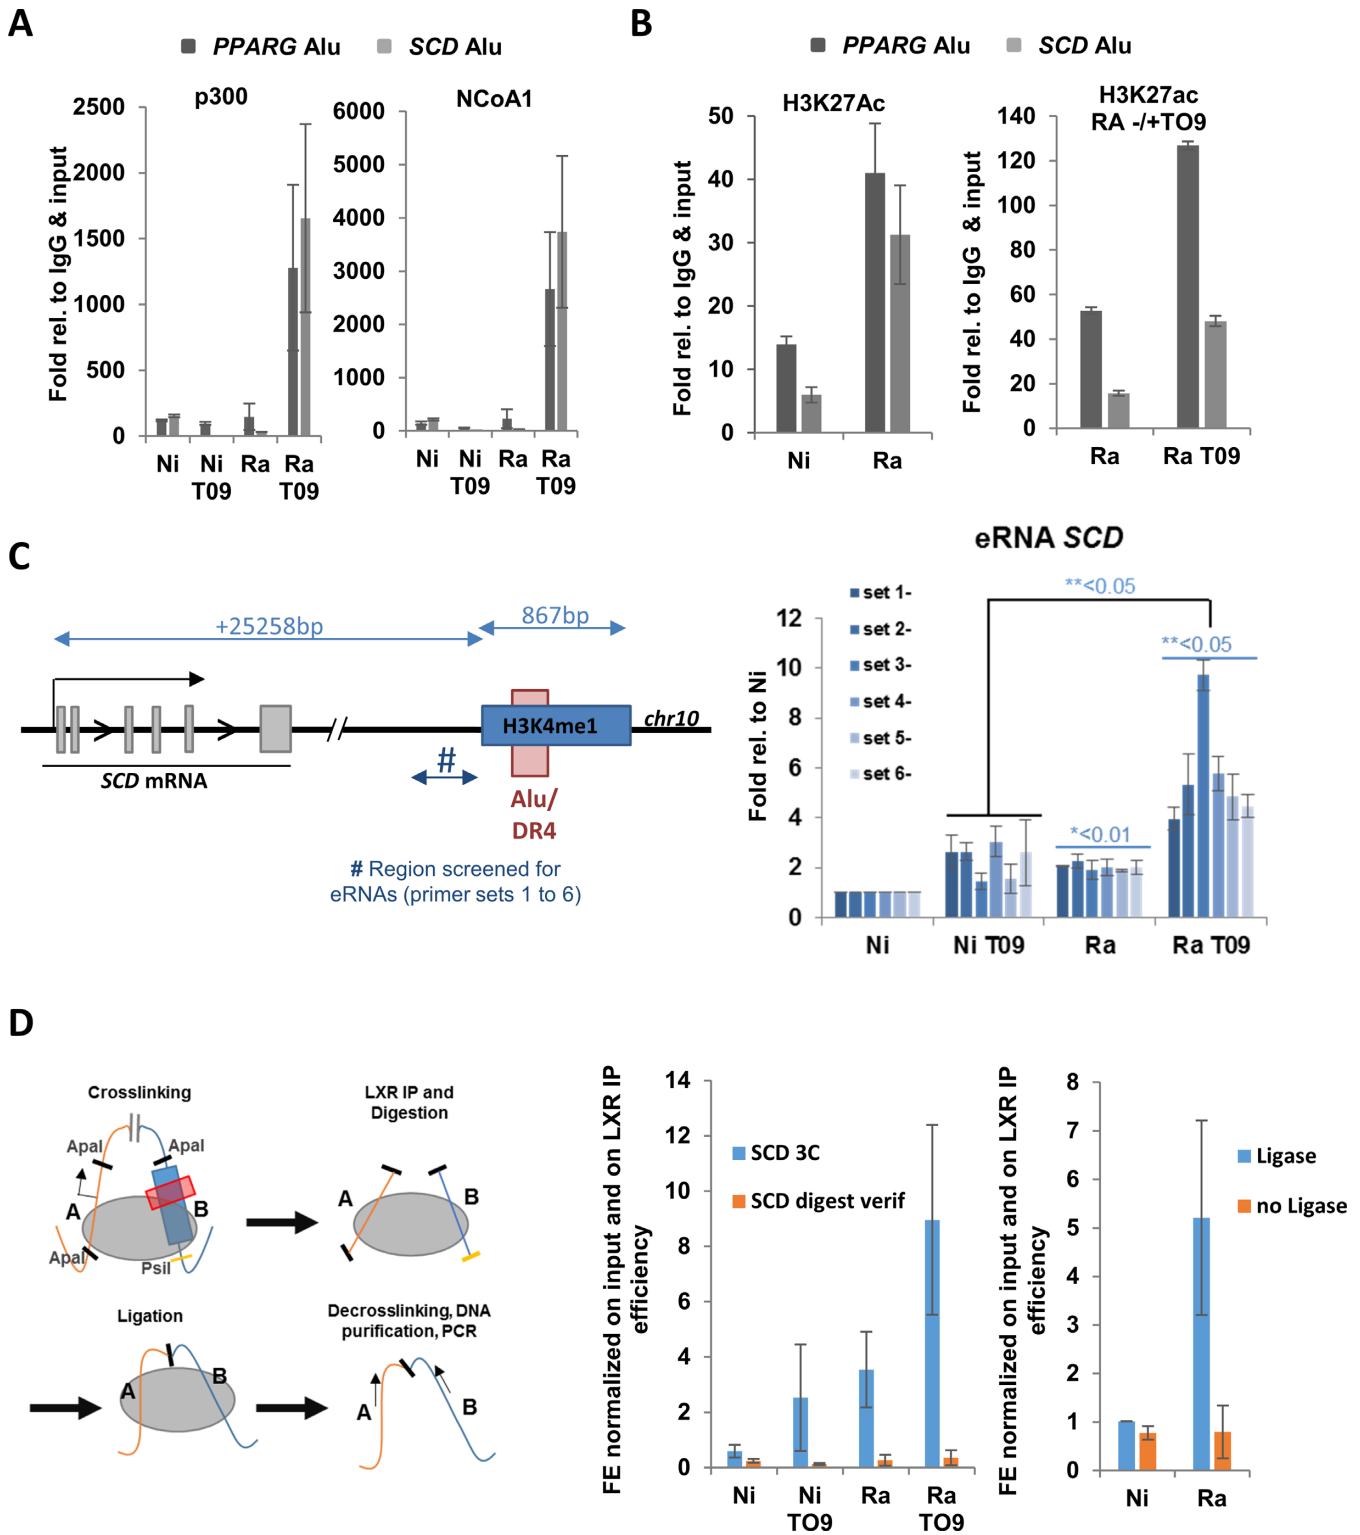 A
PPARG Alu
SCD Alu
p300
Fold rel. to IgG & input
2500
2000
1500
1000
500
0
Ni
Ni T09
Ra
Ra T09
NCoA1
6000
5000
4000
3000
2000
1000
0
Ni
Ni T09
Ra
Ra T09
B
PPARG Alu
SCD Alu
H3K27Ac
Fold rel. to IgG & input
50
40
30
20
10
0
Ni
Ra
H3K27ac
RA -/+TO9
Fold rel. to IgG & input
140
120
100
80
60
40
20
0
Ra
Ra T09
C
+25258bp
867bp
H3K4me1
chr10
SCD mRNA
#
Alu/
DR4
# Region screened for
eRNAs (primer sets 1 to 6)
eRNA SCD
Fold rel. to Ni
12
10
8
6
4
2
0
set 1-
set 2-
set 3-
set 4-
set 5-
set 6-
**<0.05
**<0.05
*<0.01
Ni
Ni T09
Ra
Ra T09
D
Crosslinking
ApaI
ApaI
A
B
ApaI
PsiI
LXR IP and
Digestion
A
B
Ligation
A
B
Decrosslinking, DNA
purification, PCR
A
B
FE normalized on input and on LXR IP
efficiency
14
12
10
8
6
4
2
0
SCD 3C
SCD digest verif
Ni
Ni
TO9
Ra
Ra
TO9
FE normalized on input and on LXR IP
efficiency
8
7
6
5
4
3
2
1
0
Ligase
no Ligase
Ni
Ra